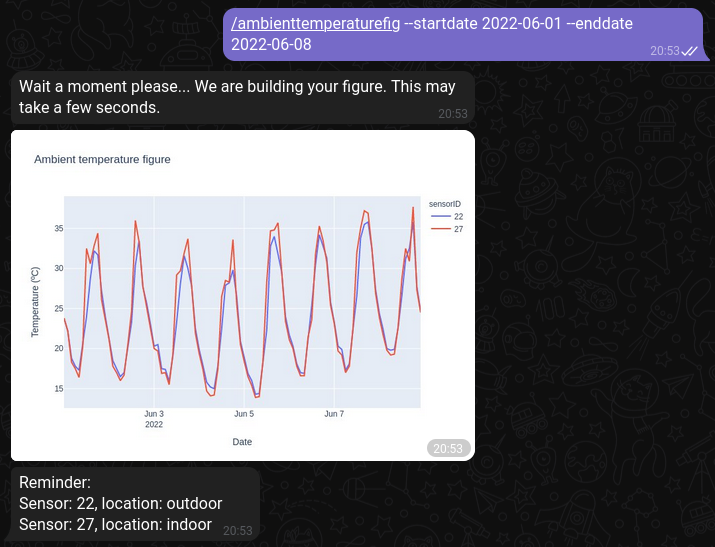 /ambienttemperaturefig --startdate 2022-06-01 --enddate
2022-06-08
20:53
Wait a moment please... We are building your figure. This may
take a few seconds.
20:53
Ambient temperature figure
sensorID
22
27
35
30
25
20
15
Temperature (ºC)
Jun 3
2022
Jun 5
Jun 7
Date
20:53
Reminder:
Sensor: 22, location: outdoor
Sensor: 27, location: indoor
20:53